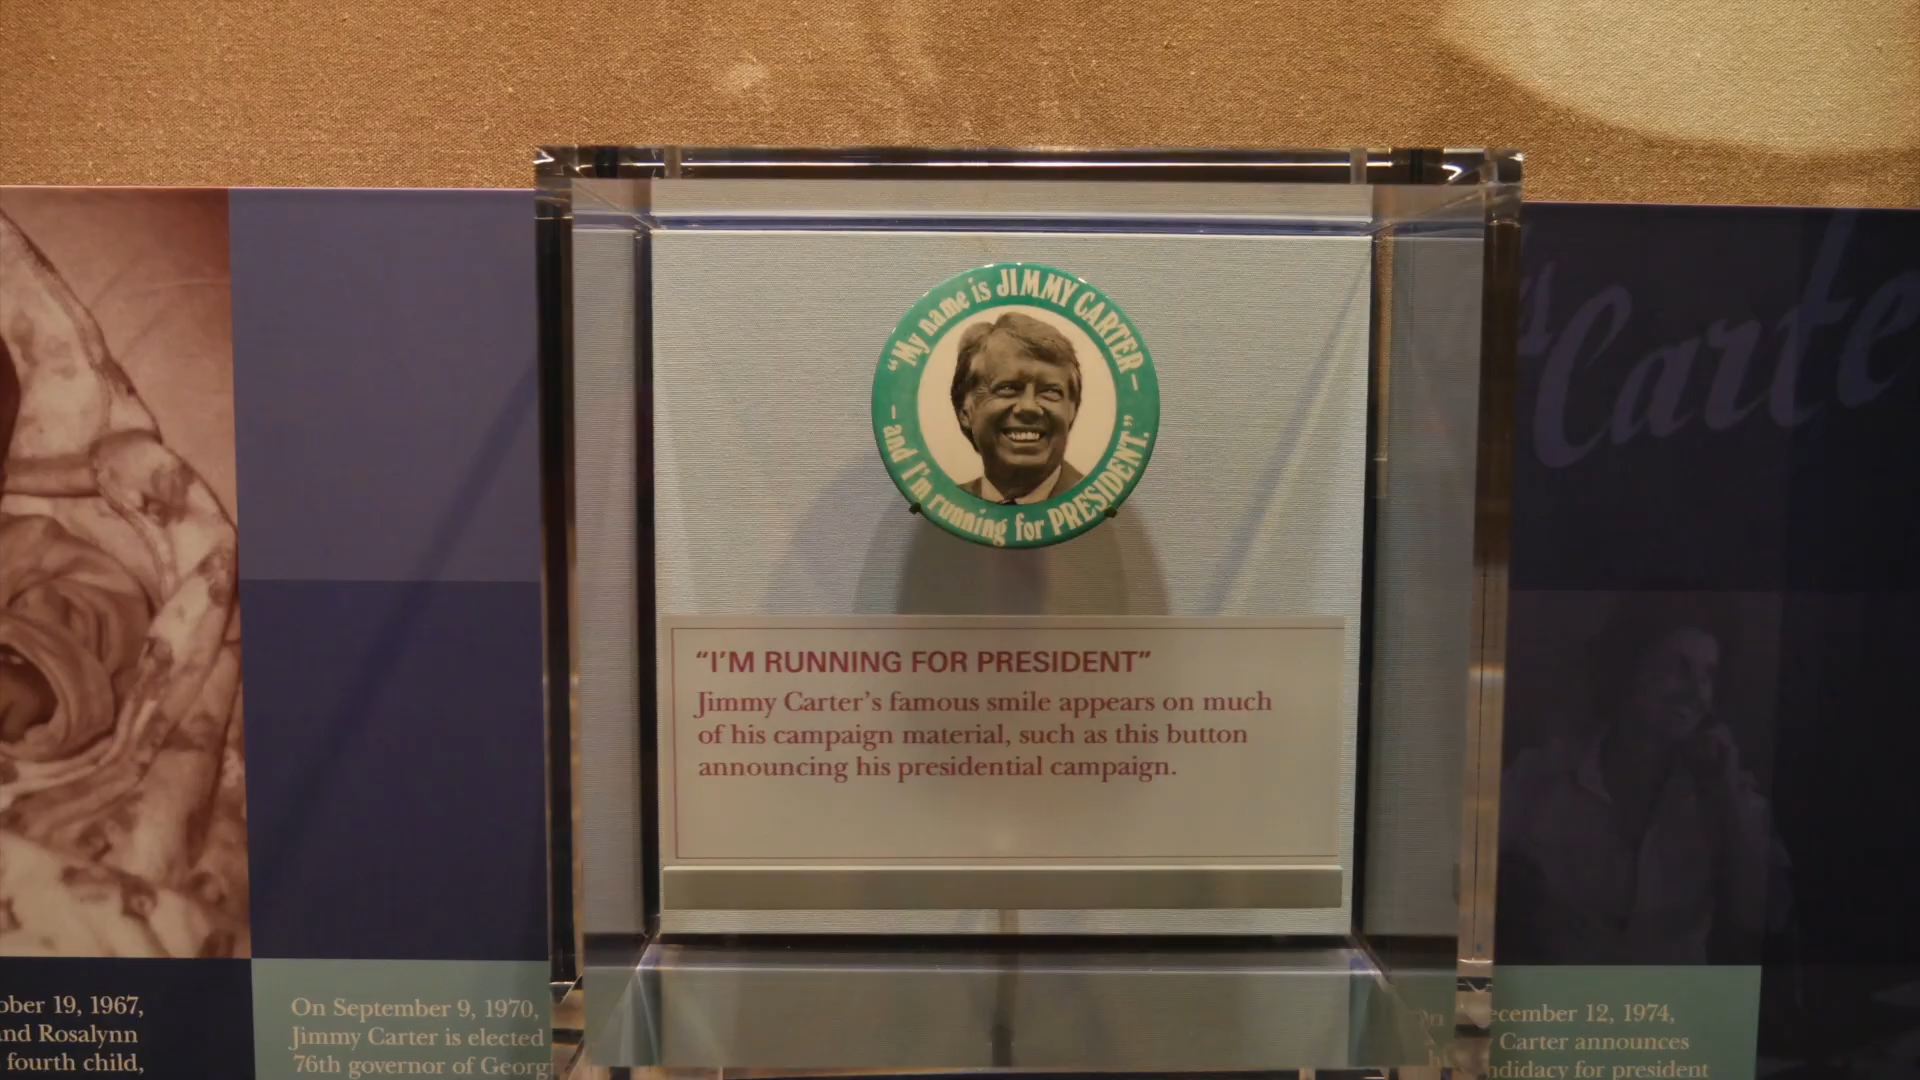 "My name is JIMMY CARTER–
– and I'm running for PRESIDENT."
"I'M RUNNING FOR PRESIDENT"
Jimmy Carter's famous smile appears on much
of his campaign material, such as this button
announcing his presidential campaign.
Carte
ober 19, 1967,
and Rosalynn
fourth child,
On September 9, 1970,
Jimmy Carter is elected
76th governor of Georg
On ecember 12, 1974,
Carter announces
ndidacy for president